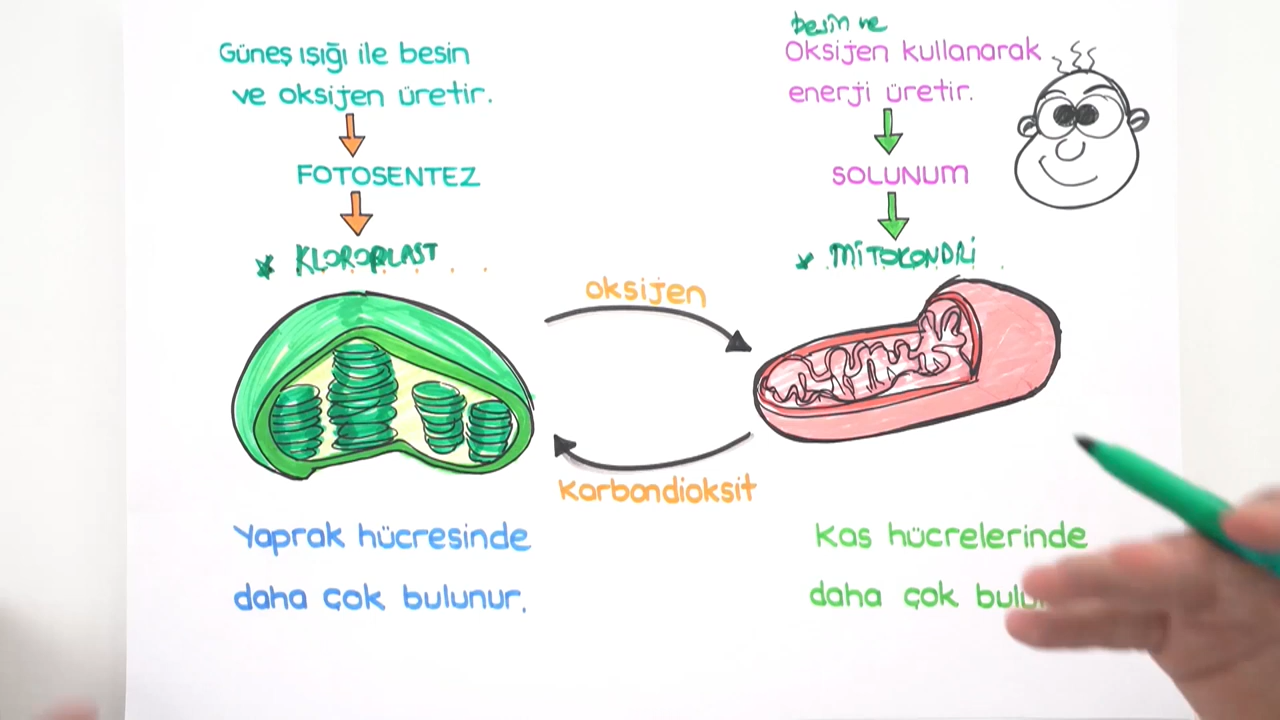 Güneş ışığı ile besin
ve oksijen üretir.
FOTOSENTEZ
* KLOROPLAST
besin ve
Oksijen kullanarak
enerji üretir.
SOLUNUM
* MİTOKONDRİ
oksijen
Karbondioksit
Yaprak hücresinde
daha çok bulunur.
Kas hücrelerinde
daha çok